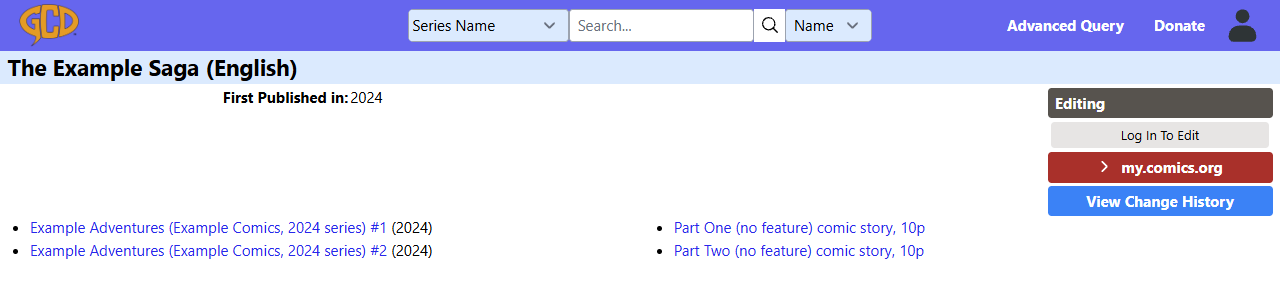 GCD
Series Name
Search...
Name
Advanced Query
Donate
The Example Saga (English)
First Published in: 2024
Editing
Log In To Edit
my.comics.org
View Change History
Example Adventures (Example Comics, 2024 series) #1 (2024)
Example Adventures (Example Comics, 2024 series) #2 (2024)
Part One (no feature) comic story, 10p
Part Two (no feature) comic story, 10p